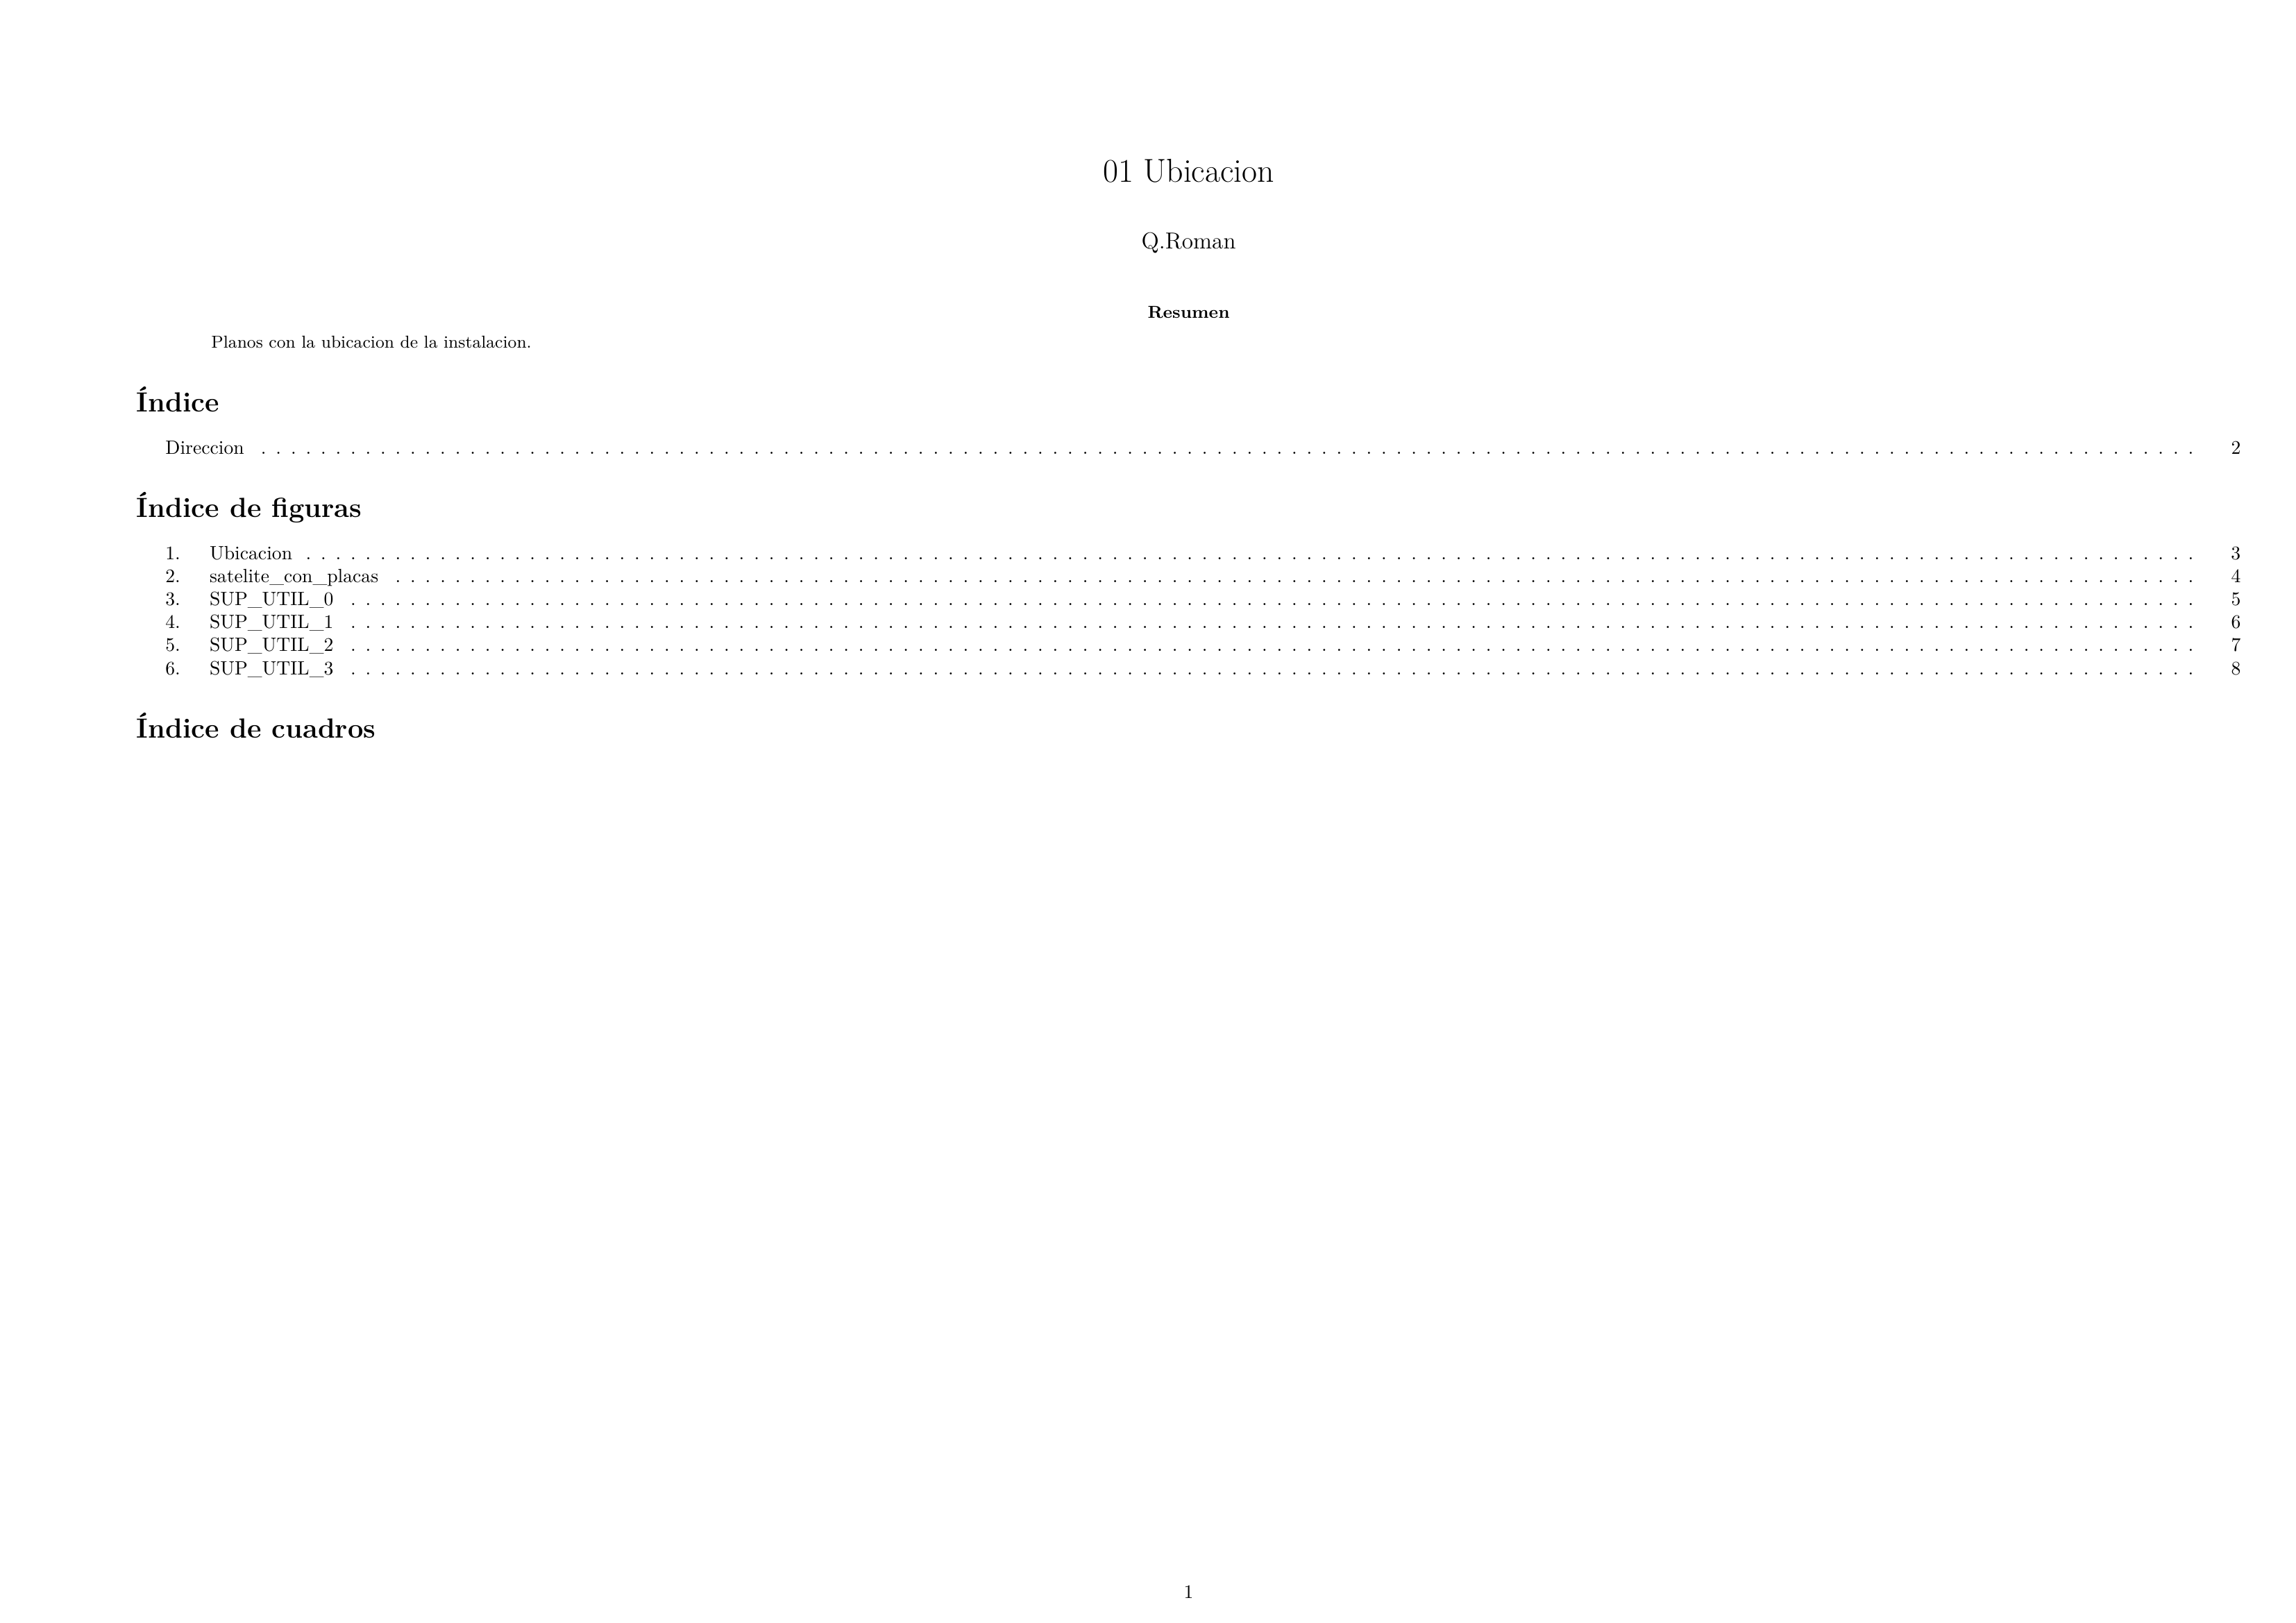 01 Ubicacion
Q.Roman
Resumen
Planos con la ubicacion de la instalacion.
Índice
Direccion . . . . . . . . . . 2
Índice de figuras
1. Ubicacion . . . . . . . . . . 3
2. satelite_con_placas . . . . . . . . . . 4
3. SUP_UTIL_0 . . . . . . . . . . 5
4. SUP_UTIL_1 . . . . . . . . . . 6
5. SUP_UTIL_2 . . . . . . . . . . 7
6. SUP_UTIL_3 . . . . . . . . . . 8
Índice de cuadros
1